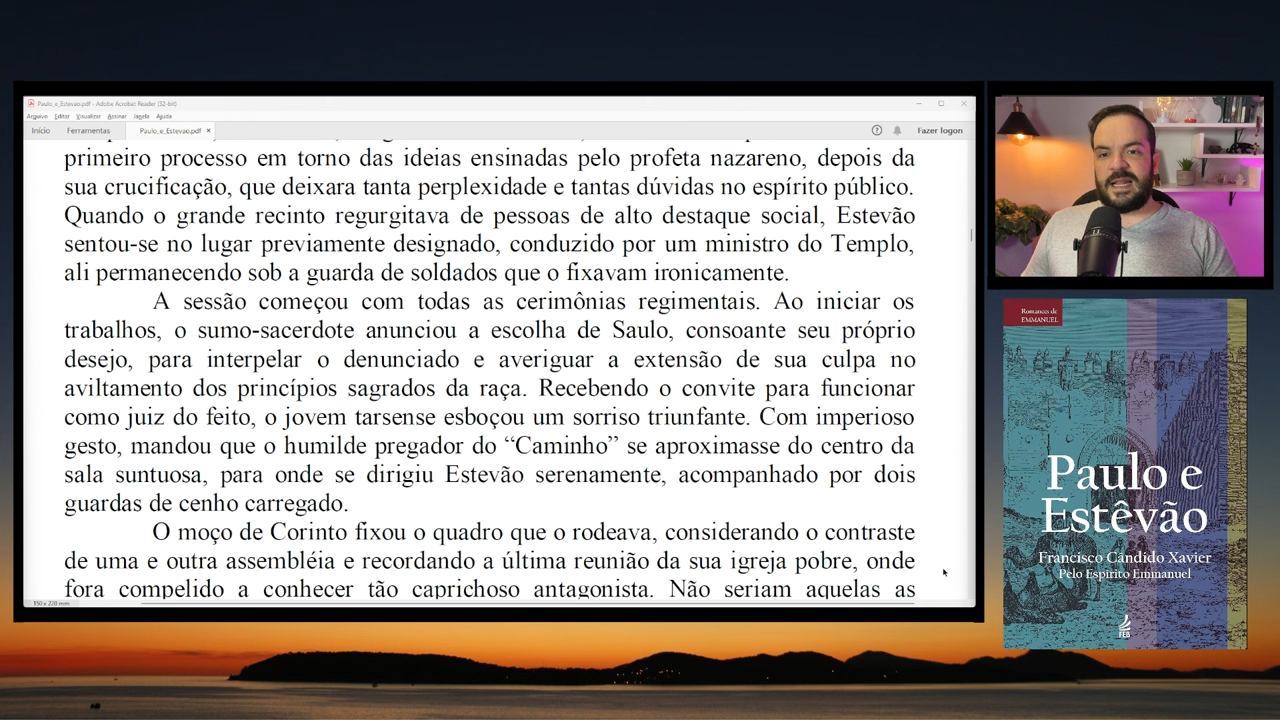 Paulo_e_Estevao.pdf - Adobe Acrobat Reader (32-bit)
Arquivo Editar Visualizar Assinar Janela Ajuda
Início Ferramentas Paulo_e_Estevao.pdf × Fazer logon
primeiro processo em torno das ideias ensinadas pelo profeta nazareno, depois da
sua crucificação, que deixara tanta perplexidade e tantas dúvidas no espírito público.
Quando o grande recinto regurgitava de pessoas de alto destaque social, Estevão
sentou-se no lugar previamente designado, conduzido por um ministro do Templo,
ali permanecendo sob a guarda de soldados que o fixavam ironicamente.
A sessão começou com todas as cerimônias regimentais. Ao iniciar os
trabalhos, o sumo-sacerdote anunciou a escolha de Saulo, consoante seu próprio
desejo, para interpelar o denunciado e averiguar a extensão de sua culpa no
aviltamento dos princípios sagrados da raça. Recebendo o convite para funcionar
como juiz do feito, o jovem tarsense esboçou um sorriso triunfante. Com imperioso
gesto, mandou que o humilde pregador do “Caminho” se aproximasse do centro da
sala suntuosa, para onde se dirigiu Estevão serenamente, acompanhado por dois
guardas de cenho carregado.
O moço de Corinto fixou o quadro que o rodeava, considerando o contraste
de uma e outra assembléia e recordando a última reunião da sua igreja pobre, onde
fora compelido a conhecer tão caprichoso antagonista. Não seriam aquelas as
150 x 220 mm
Romances de
EMMANUEL
Paulo e
Estêvão
Francisco Cândido Xavier
Pelo Espírito Emmanuel
FEB